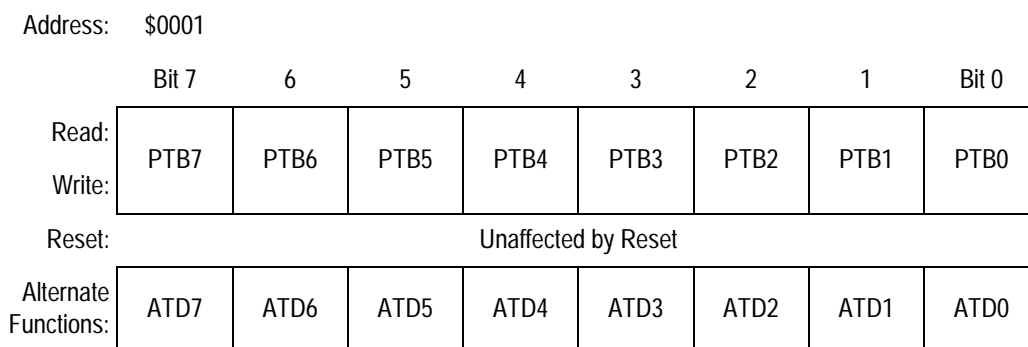 Address: $0001
Bit 7 6 5 4 3 2 1 Bit 0
Read:
PTB7 PTB6 PTB5 PTB4 PTB3 PTB2 PTB1 PTB0
Write:
Reset: Unaffected by Reset
Alternate
Functions: ATD7 ATD6 ATD5 ATD4 ATD3 ATD2 ATD1 ATD0